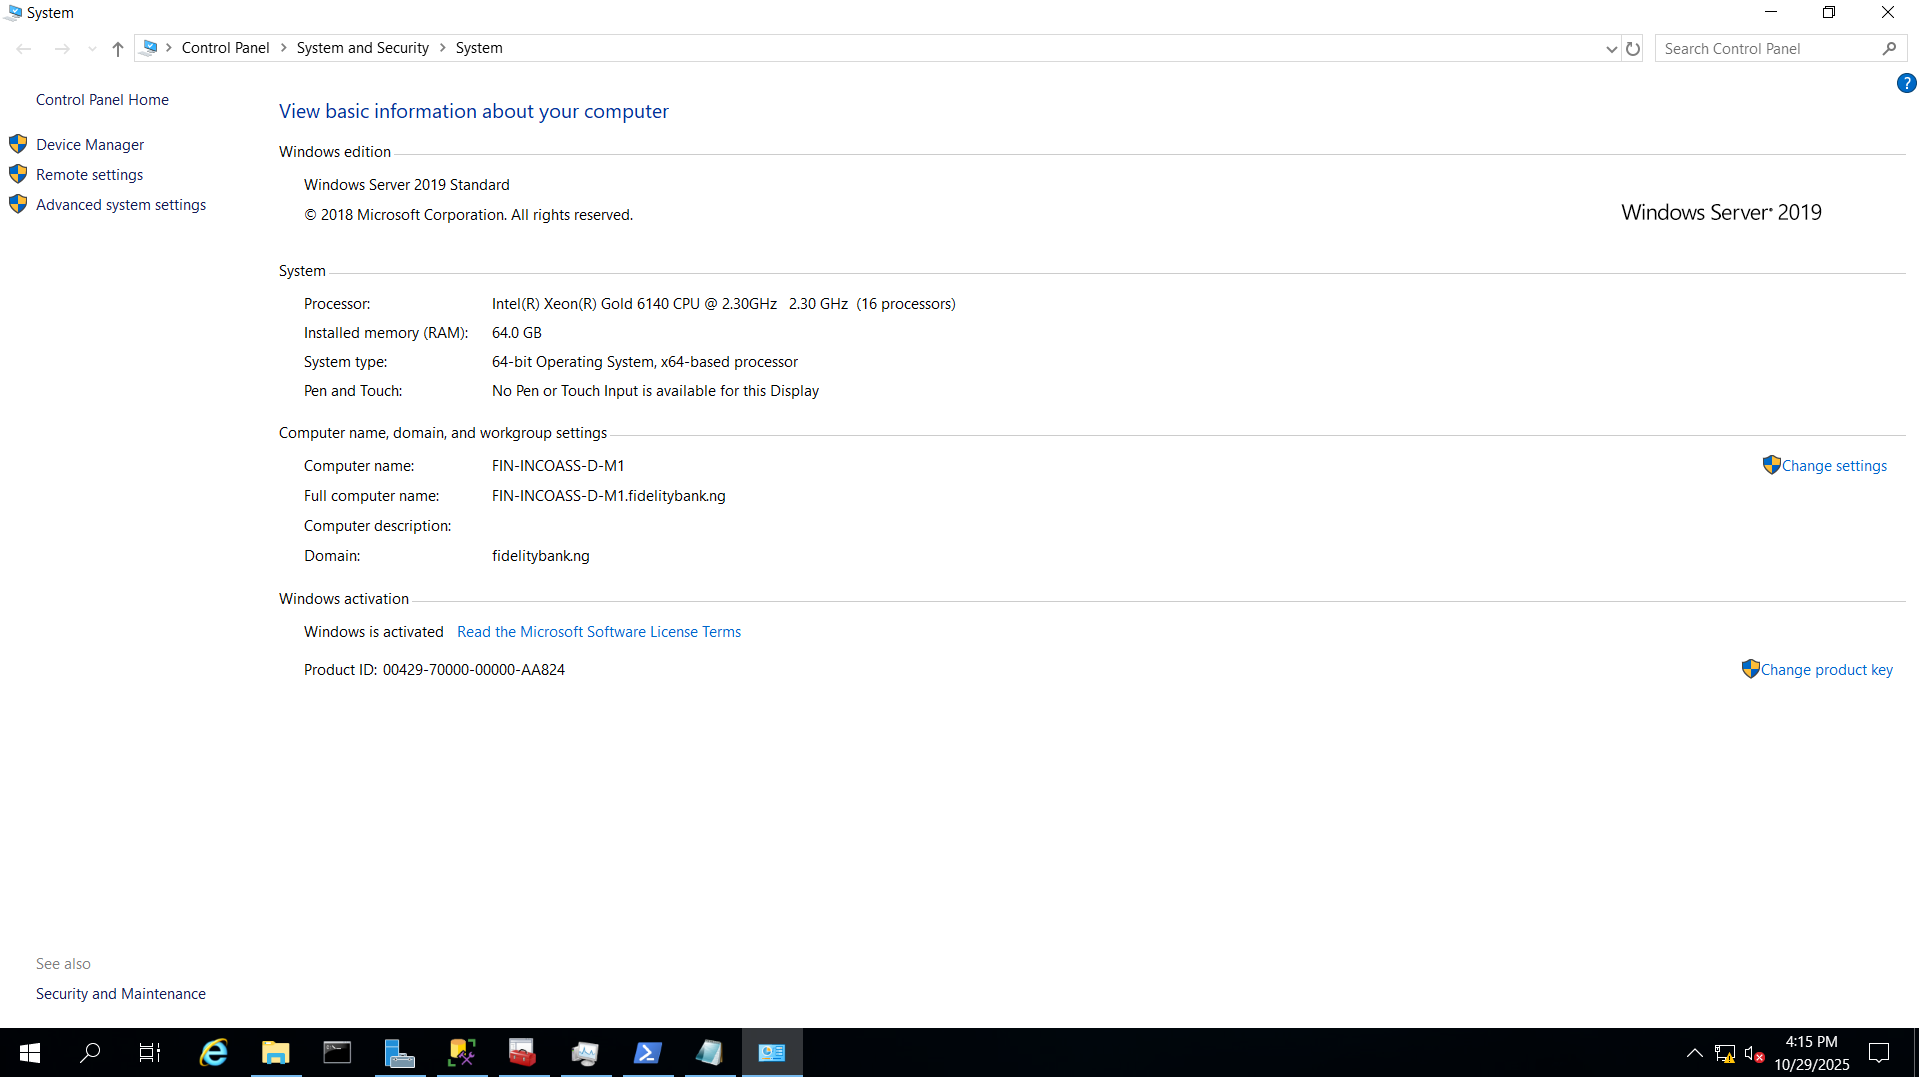 System
Control Panel > System and Security > System
Search Control Panel
Control Panel Home
Device Manager
Remote settings
Advanced system settings
View basic information about your computer
Windows edition
Windows Server 2019 Standard
© 2018 Microsoft Corporation. All rights reserved.
Windows Server® 2019
System
Processor: Intel(R) Xeon(R) Gold 6140 CPU @ 2.30GHz 2.30 GHz (16 processors)
Installed memory (RAM): 64.0 GB
System type: 64-bit Operating System, x64-based processor
Pen and Touch: No Pen or Touch Input is available for this Display
Computer name, domain, and workgroup settings
Computer name: FIN-INCOASS-D-M1
Change settings
Full computer name: FIN-INCOASS-D-M1.fidelitybank.ng
Computer description:
Domain: fidelitybank.ng
Windows activation
Windows is activated Read the Microsoft Software License Terms
Product ID: 00429-70000-00000-AA824
Change product key
See also
Security and Maintenance
4:15 PM
10/29/2025